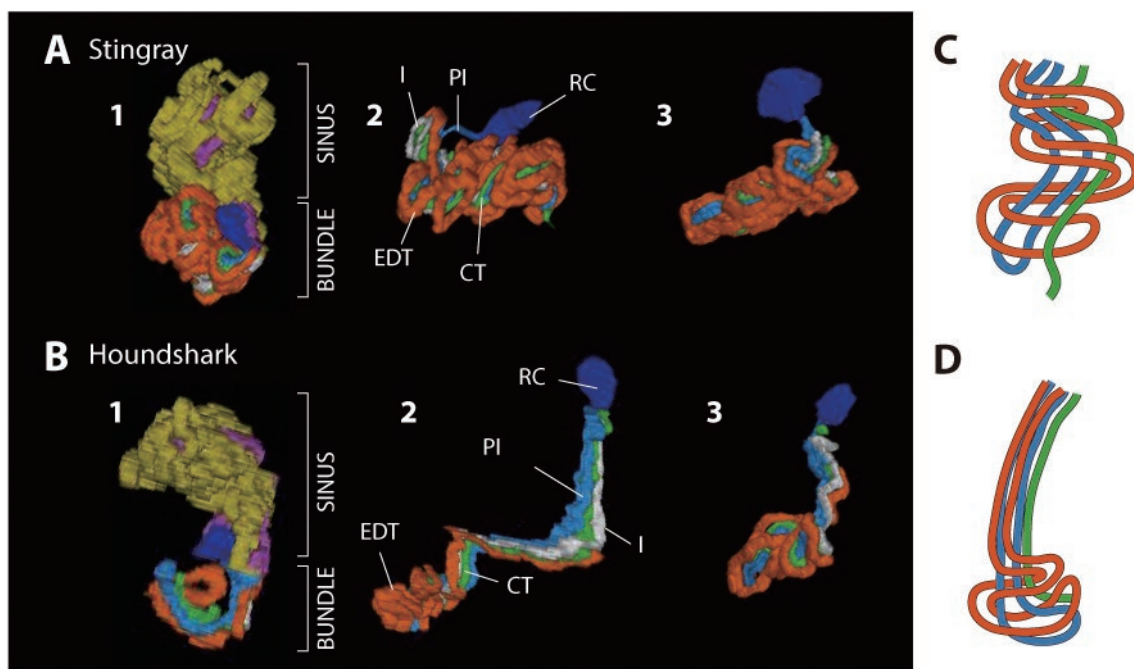 A Stingray
C
1
SINUS
BUNDLE
2
I
PI
RC
EDT
CT
3
B Houndshark
D
1
SINUS
BUNDLE
2
RC
PI
EDT
CT
I
3